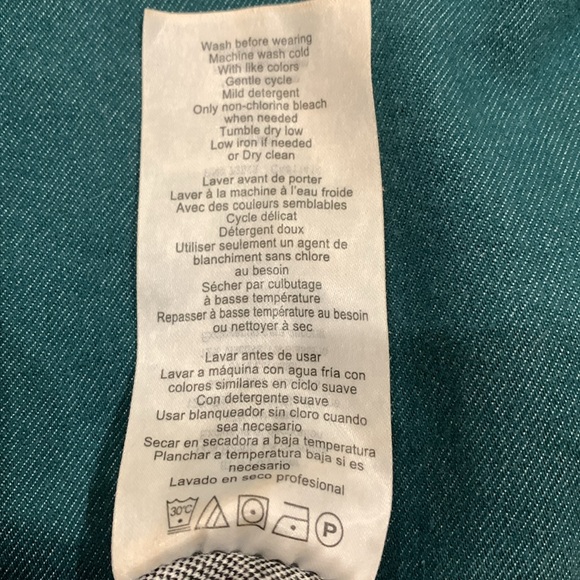 Wash before wearing
Machine wash cold
With like colors
Gentle cycle
Mild detergent
Only non-chlorine bleach
when needed
Tumble dry low
Low iron if needed
or Dry clean
Laver avant de porter
Laver à la machine à l'eau froide
Avec des couleurs semblables
Cycle délicat
Détergent doux
Utiliser seulement un agent de
blanchiment sans chlore
au besoin
Sécher par culbutage
à basse température
Repasser à basse température au besoin
ou nettoyer à sec
Lavar antes de usar
Lavar a máquina con agua fría con
colores similares en ciclo suave
Con detergente suave
Usar blanqueador sin cloro cuando
sea necesario
Secar en secadora a baja temperatura
Planchar a temperatura baja si es
necesario
Lavado en seco profesional
30°C P